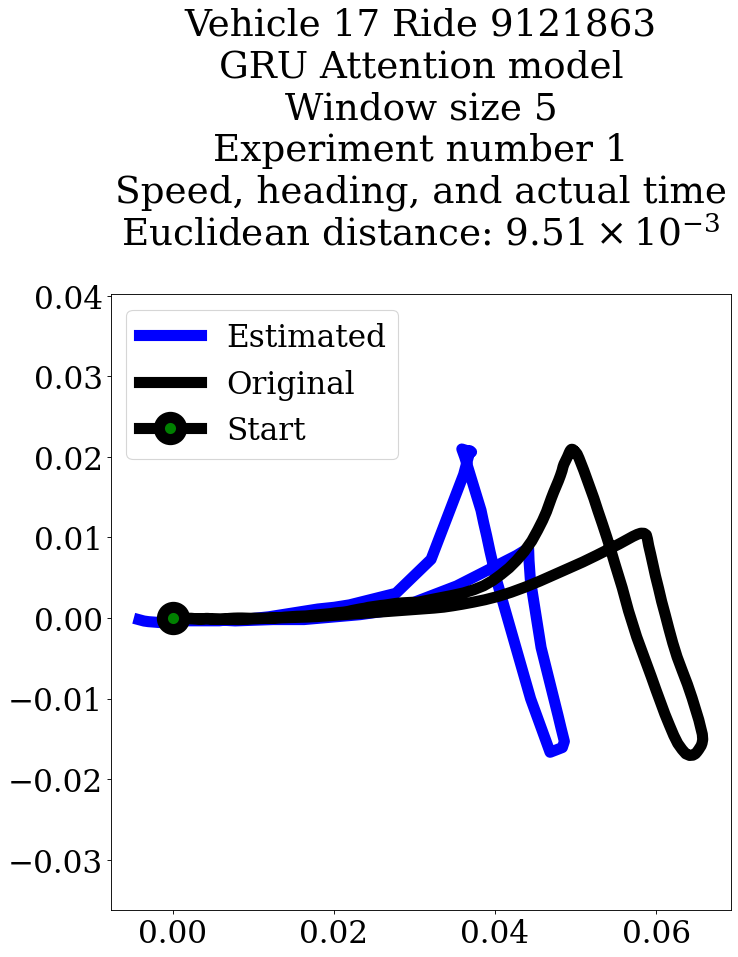 Vehicle 17 Ride 9121863
GRU Attention model
Window size 5
Experiment number 1
Speed, heading, and actual time
Euclidean distance: 9.51 × 10⁻³
Estimated
Original
Start
0.04
0.03
0.02
0.01
0.00
−0.01
−0.02
−0.03
0.00 0.02 0.04 0.06